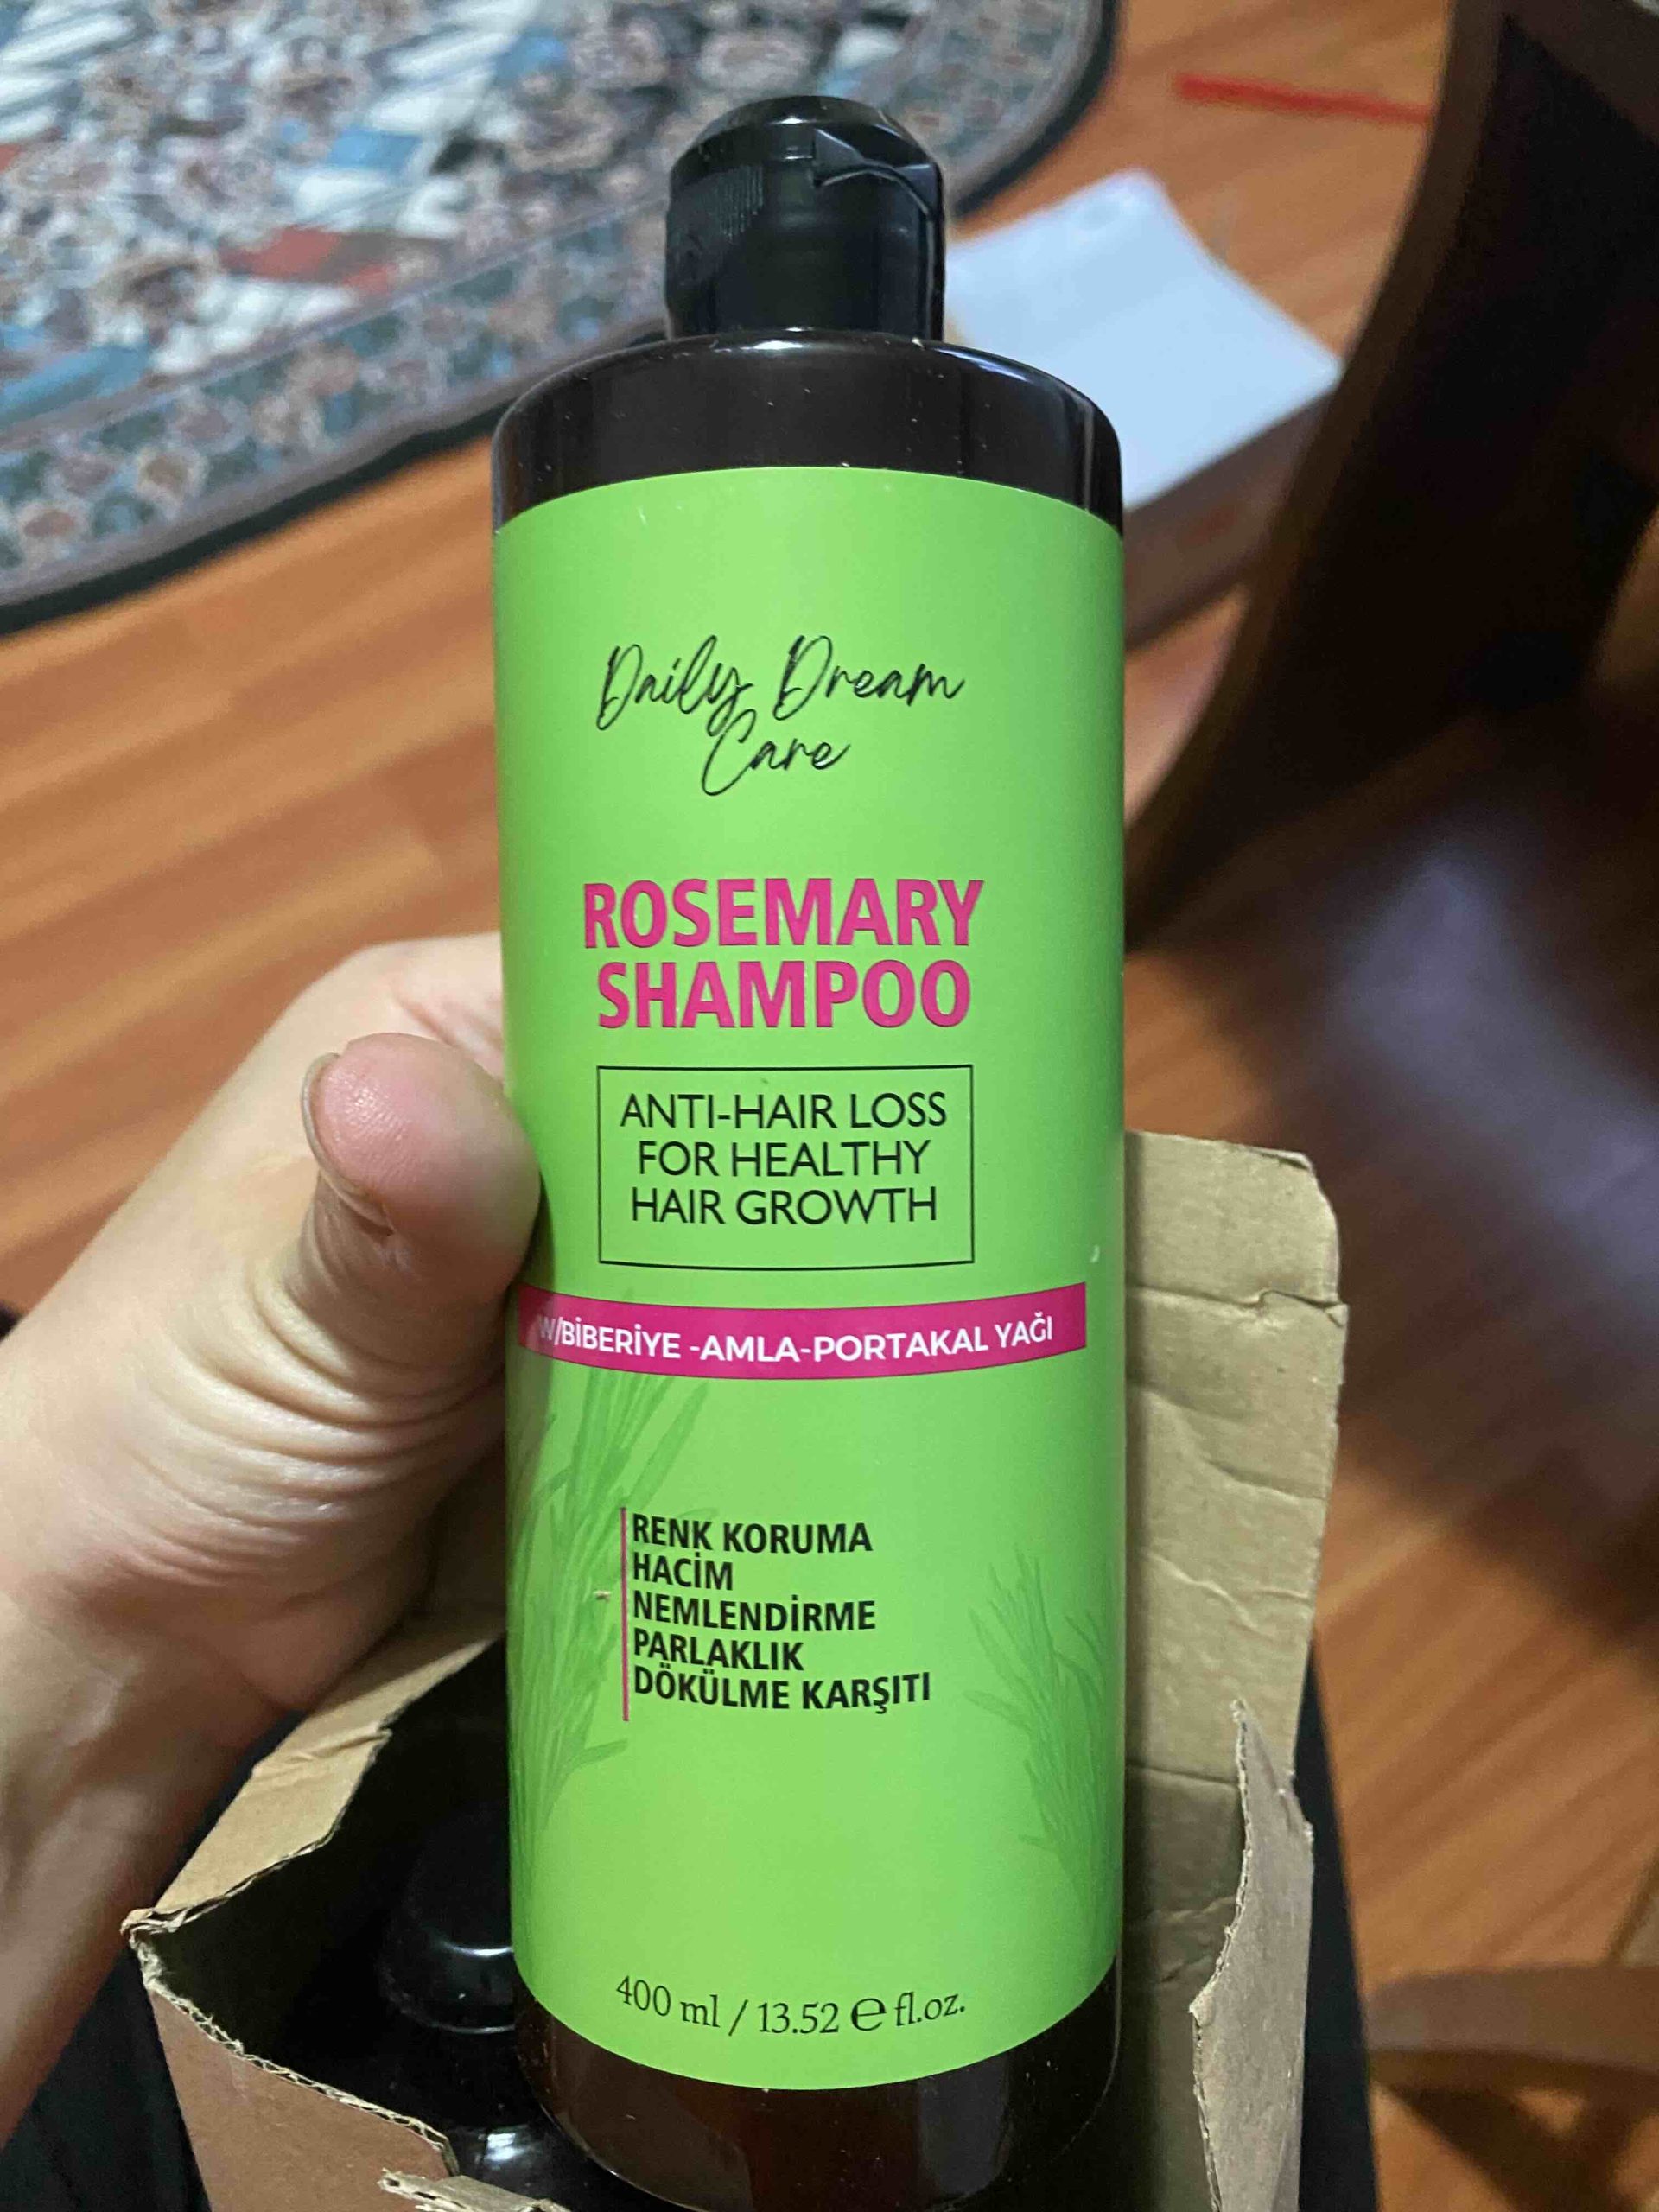 Daily Dream
Care
ROSEMARY
SHAMPOO
ANTI-HAIR LOSS
FOR HEALTHY
HAIR GROWTH
W/BİBERİYE -AMLA-PORTAKAL YAĞI
RENK KORUMA
HACİM
NEMLENDİRME
PARLAKLIK
DÖKÜLME KARŞITI
400 ml / 13.52 ℮ fl.oz.